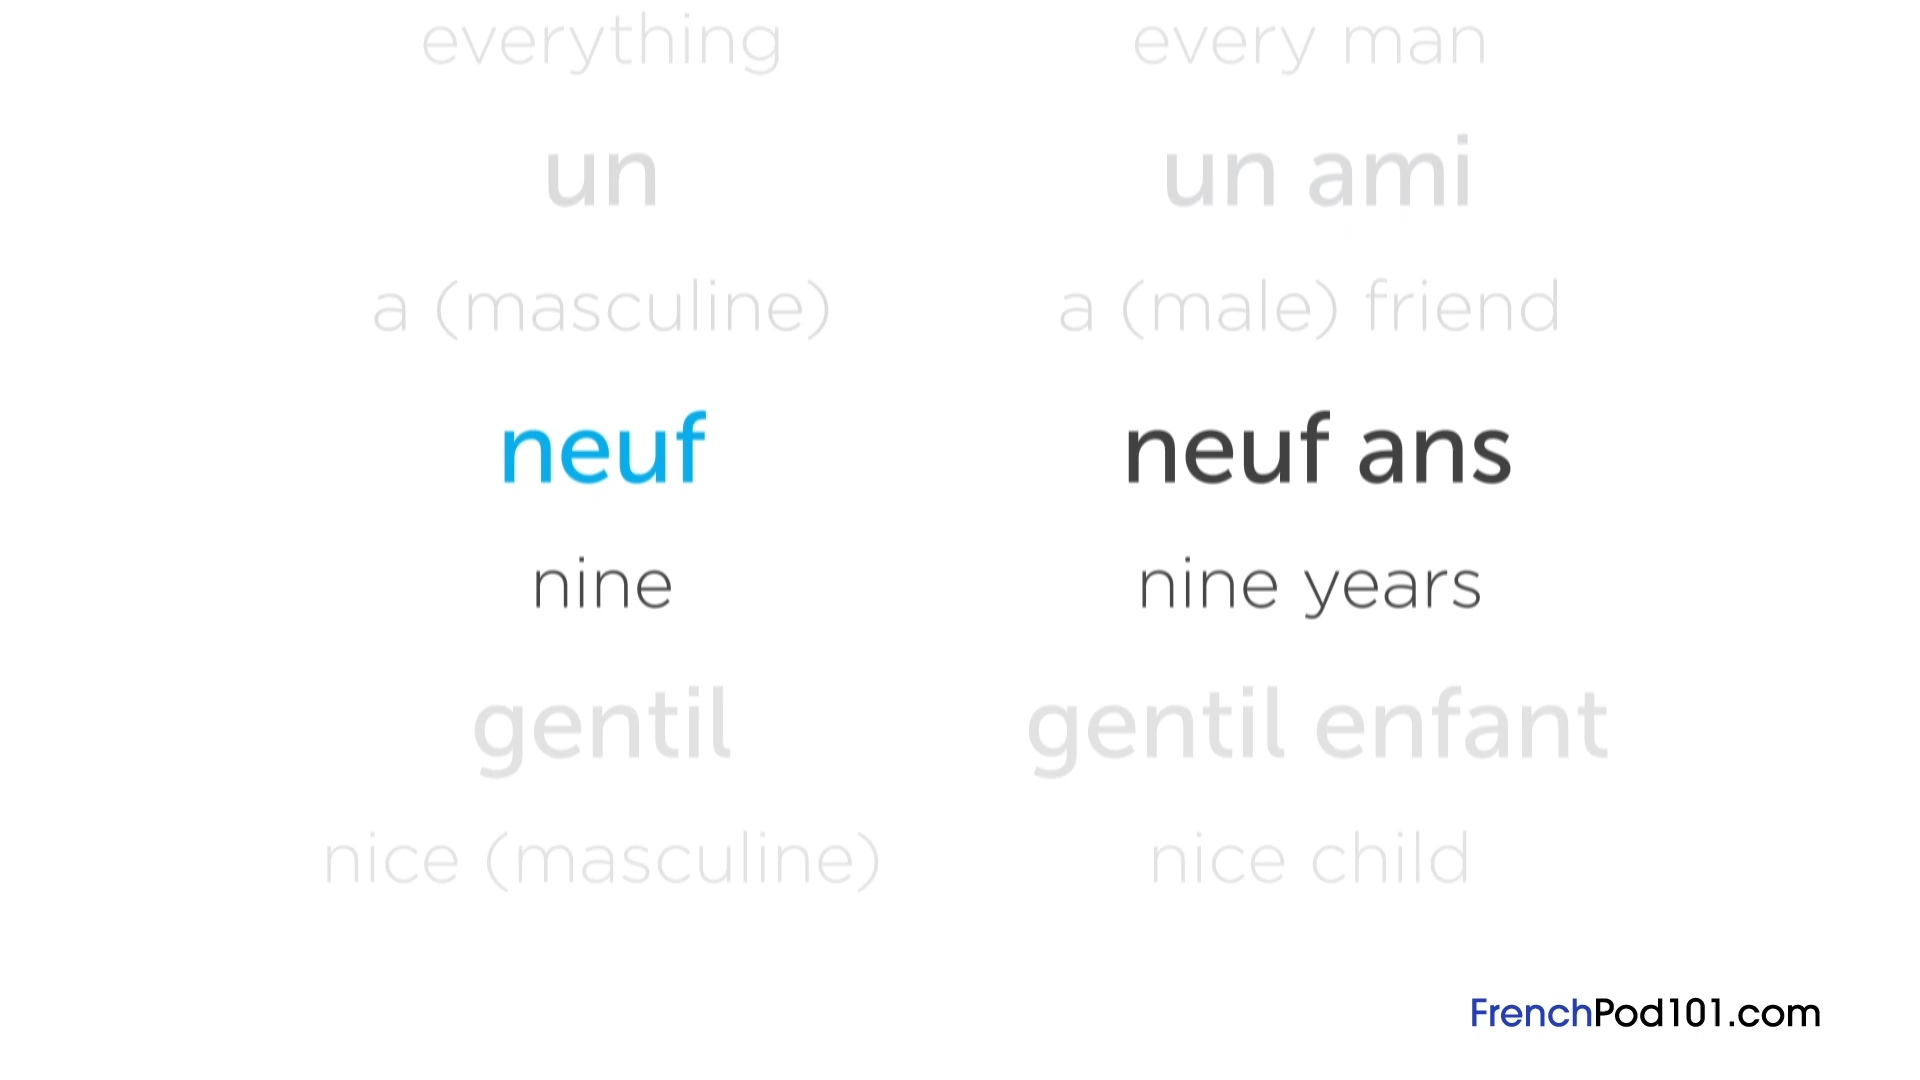 everything every man
un un ami
a (masculine) a (male) friend
neuf neuf ans
nine nine years
gentil gentil enfant
nice (masculine) nice child
FrenchPod101.com